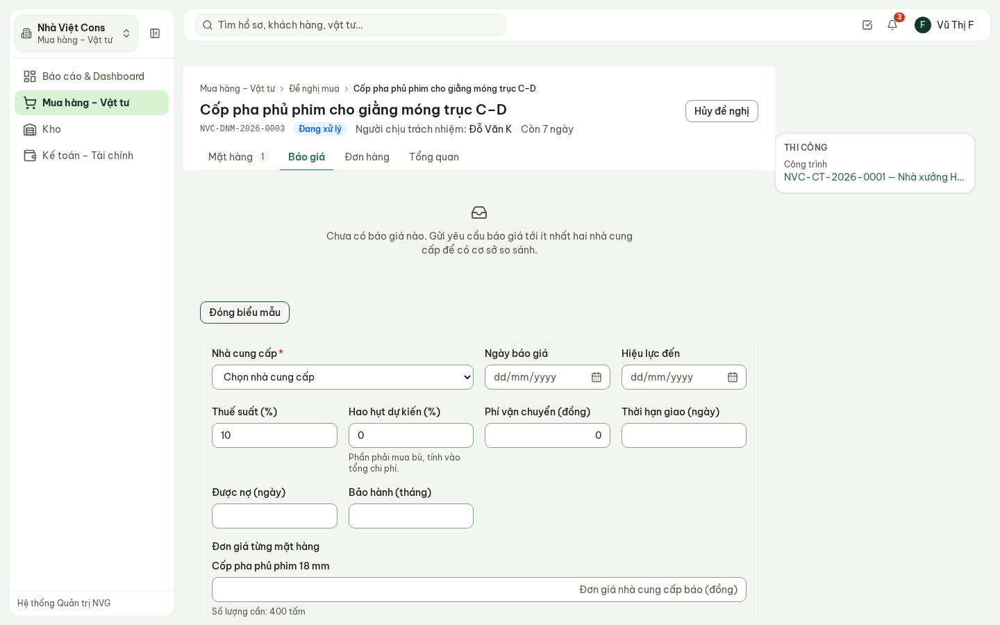 Nhà Việt Cons
Mua hàng – Vật tư
Tìm hồ sơ, khách hàng, vật tư...
3
F
Vũ Thị F
Báo cáo & Dashboard
Mua hàng – Vật tư
Kho
Kế toán – Tài chính
Hệ thống Quản trị NVG
Mua hàng – Vật tư > Đề nghị mua > Cốp pha phủ phim cho giằng móng trục C–D
Cốp pha phủ phim cho giằng móng trục C–D
Hủy đề nghị
NVC-DNM-2026-0003 Đang xử lý Người chịu trách nhiệm: Đỗ Văn K Còn 7 ngày
Mặt hàng 1 Báo giá Đơn hàng Tổng quan
THI CÔNG
Công trình
NVC-CT-2026-0001 — Nhà xưởng H...
Chưa có báo giá nào. Gửi yêu cầu báo giá tới ít nhất hai nhà cung
cấp để có cơ sở so sánh.
Đóng biểu mẫu
Nhà cung cấp * Ngày báo giá Hiệu lực đến
Chọn nhà cung cấp dd/mm/yyyy dd/mm/yyyy
Thuế suất (%) Hao hụt dự kiến (%) Phí vận chuyển (đồng) Thời hạn giao (ngày)
10 0 0
Phần phải mua bù, tính vào
tổng chi phí.
Được nợ (ngày) Bảo hành (tháng)
Đơn giá từng mặt hàng
Cốp pha phủ phim 18 mm
Đơn giá nhà cung cấp báo (đồng)
Số lượng cần: 400 tấm